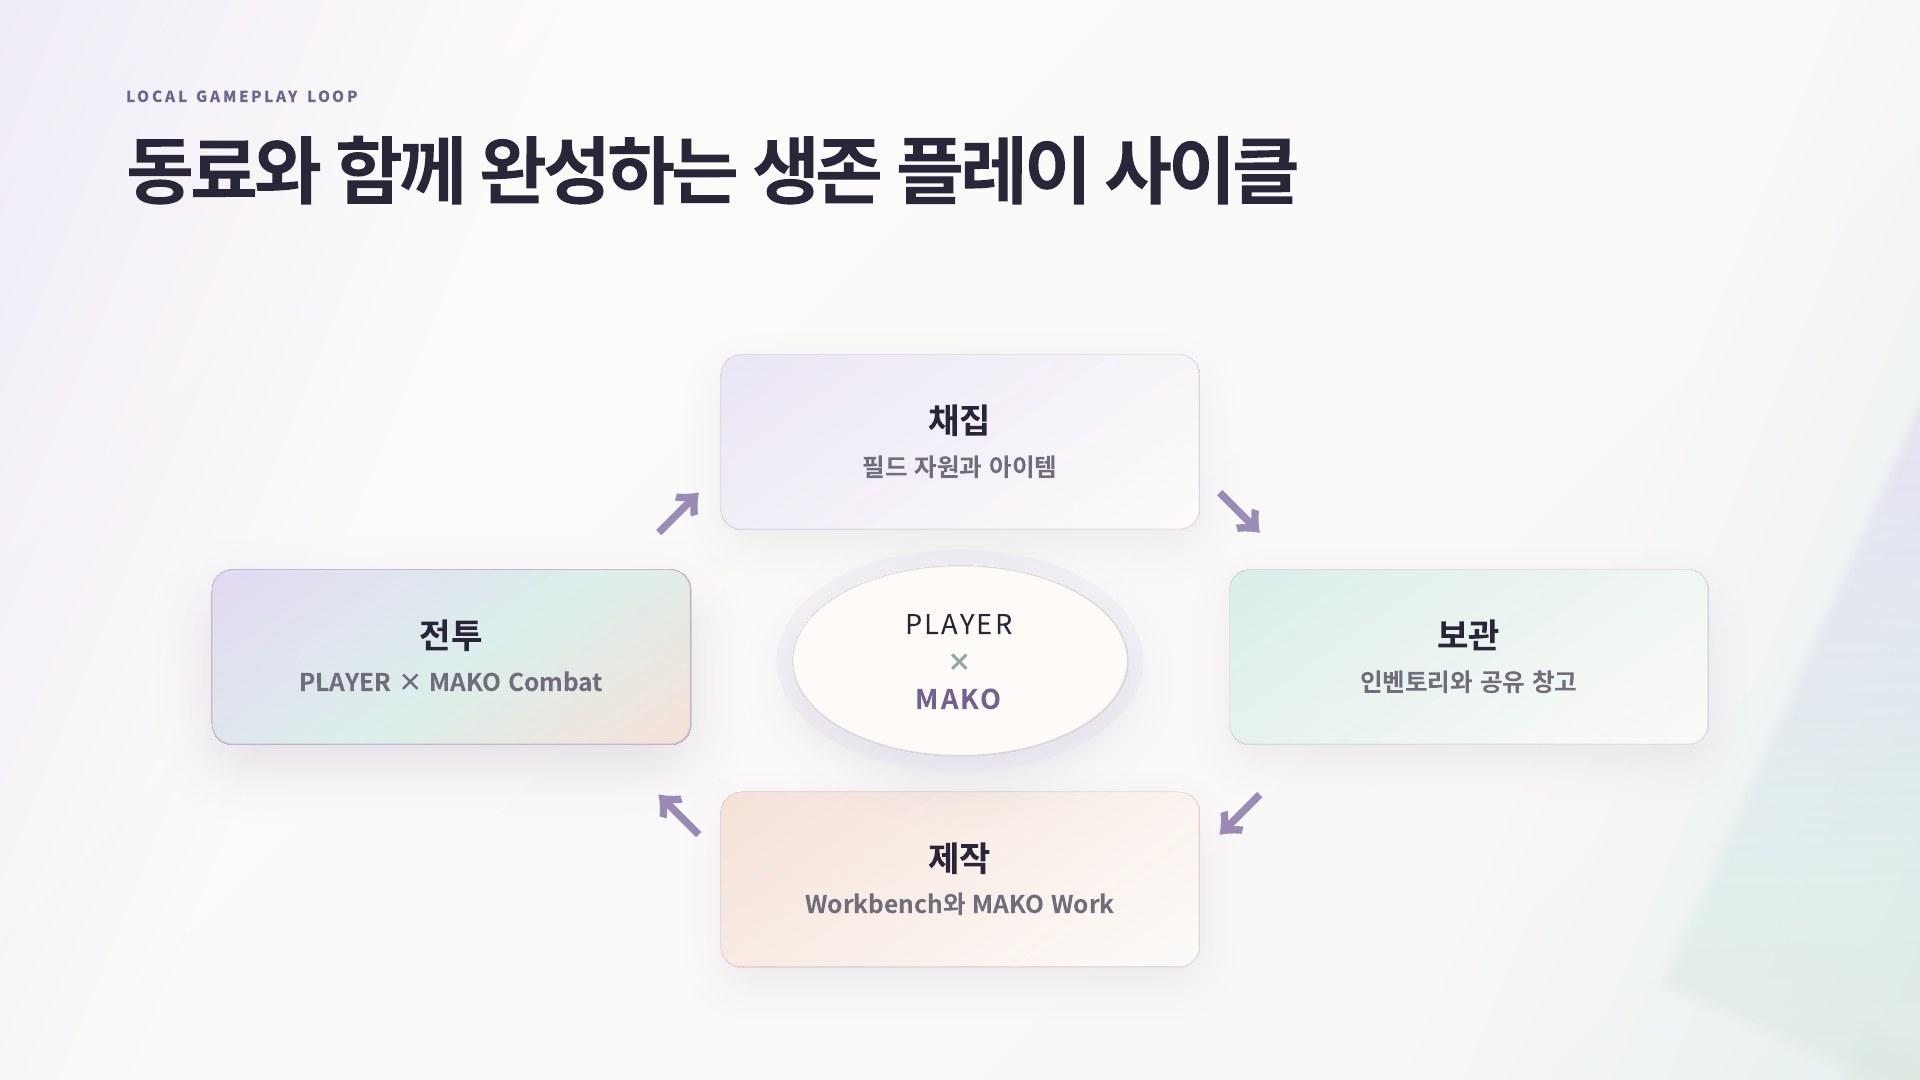 LOCAL GAMEPLAY LOOP
동료와 함께 완성하는 생존 플레이 사이클
채집
필드 자원과 아이템
전투
PLAYER × MAKO Combat
PLAYER
×
MAKO
보관
인벤토리와 공유 창고
제작
Workbench와 MAKO Work